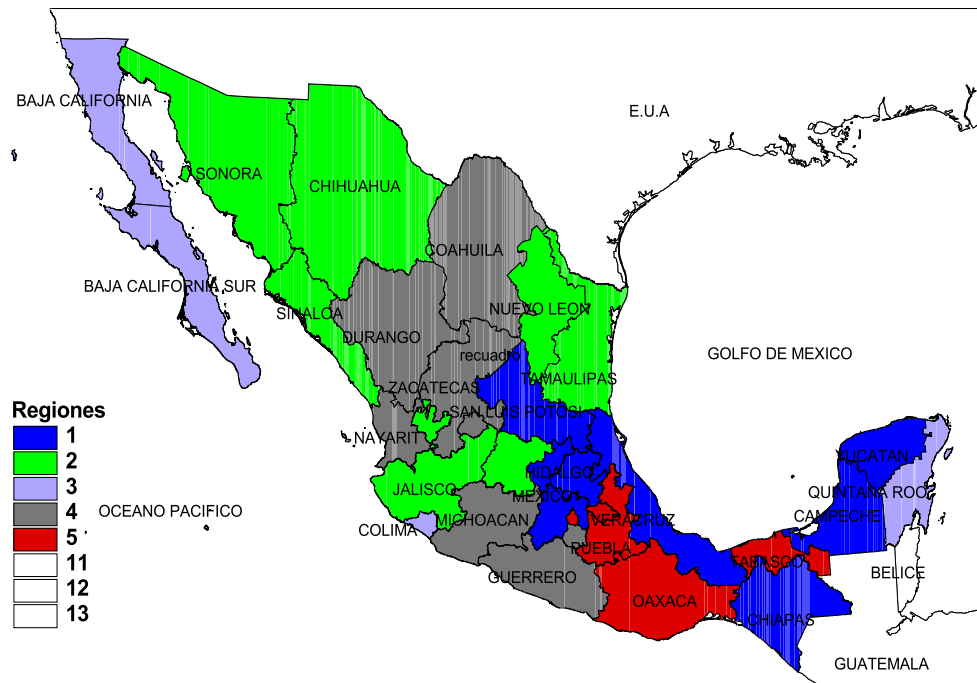 BAJA CALIFORNIA
E.U.A
SONORA
CHIHUAHUA
COAHUILA
BAJA CALIFORNIA SUR
SINALOA
NUEVO LEON
DURANGO
recuadro
GOLFO DE MEXICO
ZACATECAS
TAMAULIPAS
SAN LUIS POTOSI
NAYARIT
Regiones
1
2
3
4
5
11
12
13
YUCATAN
HIDALGO
JALISCO
MEXICO
QUINTANA ROO
OCEANO PACIFICO
COLIMA
MICHOACAN
VERACRUZ
CAMPECHE
PUEBLA
TABASCO
BELICE
GUERRERO
OAXACA
CHIAPAS
GUATEMALA